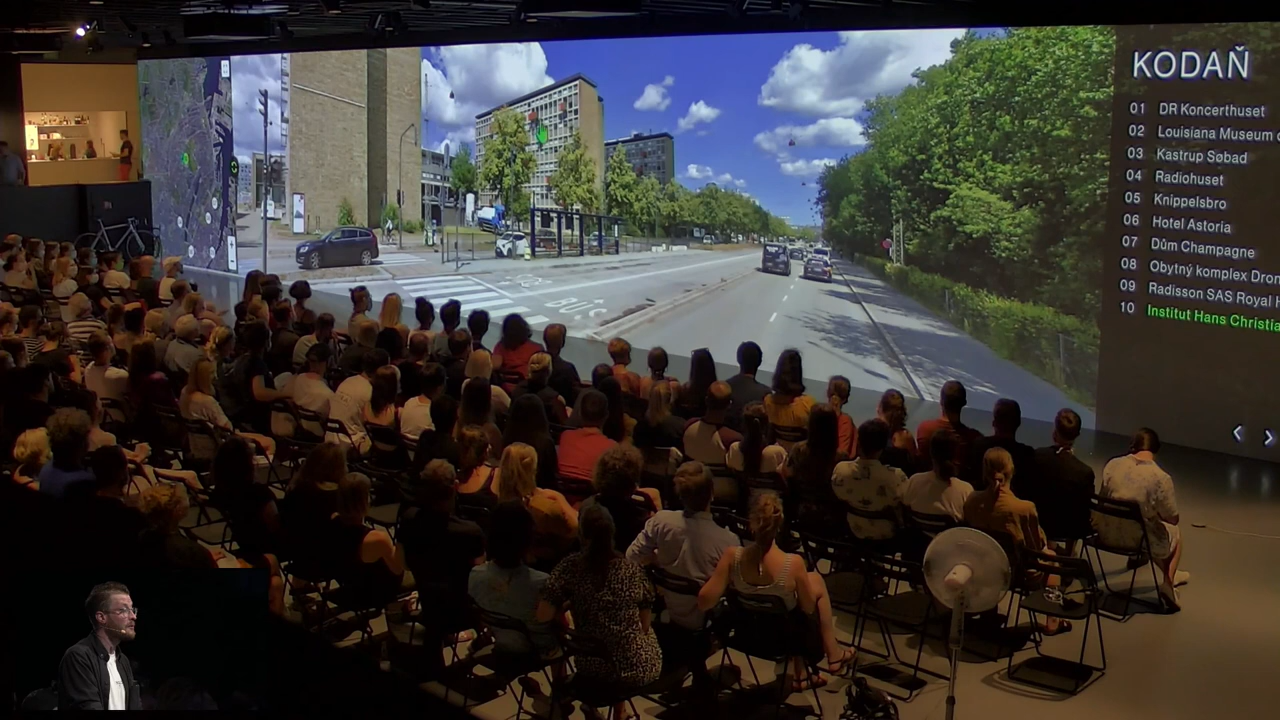 KODAŇ
01 DR Koncerthuset
02 Louisiana Museum
03 Kastrup Søbad
04 Radiohuset
05 Knippelsbro
06 Hotel Astoria
07 Dům Champagne
08 Obytný komplex Dron
09 Radisson SAS Royal
10 Institut Hans Christia
BUS